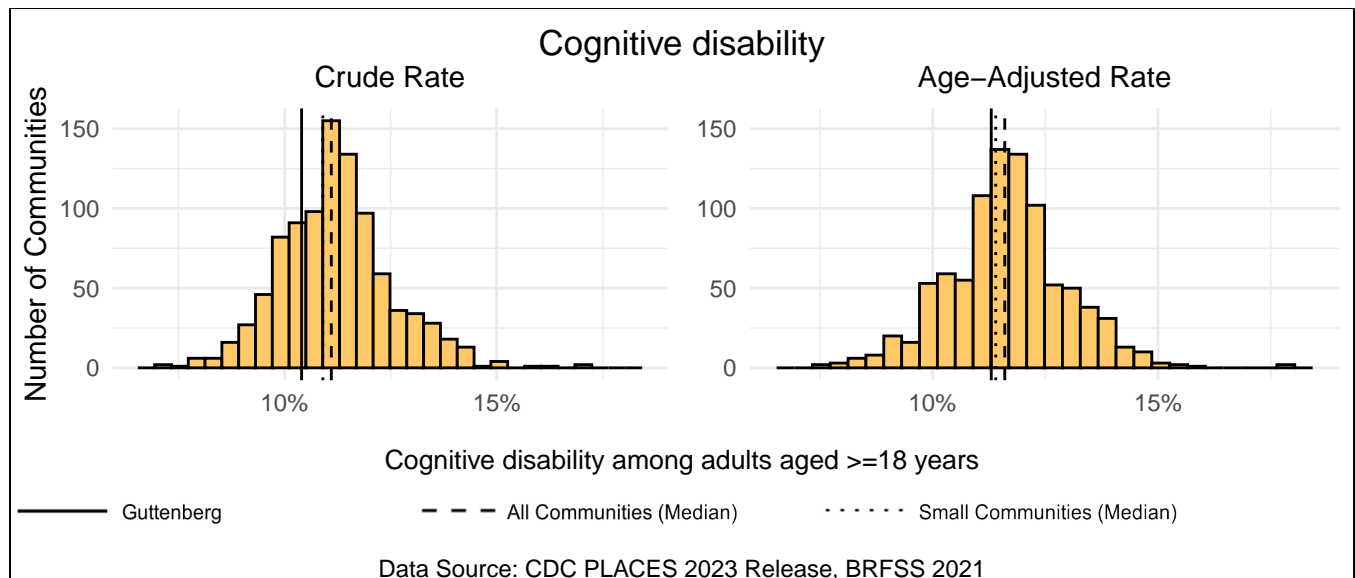 Cognitive disability
Crude Rate
Age−Adjusted Rate
Number of Communities
150
100
50
0
10%
15%
150
100
50
0
10%
15%
Cognitive disability among adults aged >=18 years
Guttenberg
All Communities (Median)
Small Communities (Median)
Data Source: CDC PLACES 2023 Release, BRFSS 2021